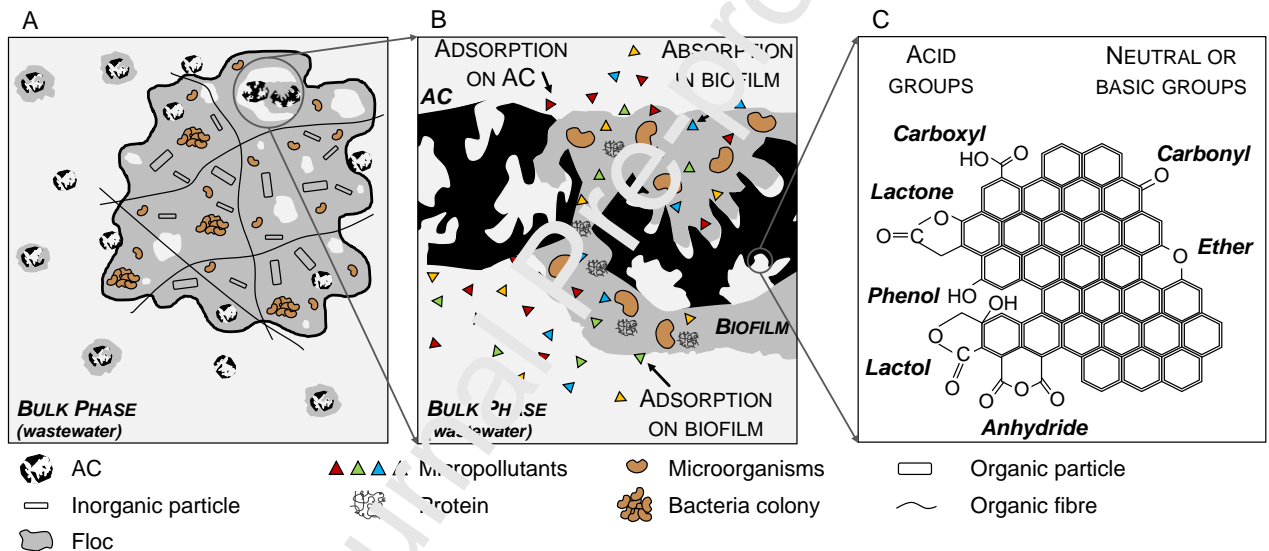 A
B
C
ADSORPTION
ON AC
ABSORPTION
IN BIOFILM
AC
BIOFILM
BULK PHASE
(wastewater)
BULK PHASE
(wastewater)
ADSORPTION
ON BIOFILM
ACID
GROUPS
NEUTRAL OR
BASIC GROUPS
Carboxyl
HO
O
Carbonyl
O
Lactone
O
O
C
Ether
O
Phenol
HO
OH
O
Lactol
C
O
O
O
O
Anhydride
AC
Micropollutants
Microorganisms
Organic particle
Inorganic particle
Protein
Bacteria colony
Organic fibre
Floc